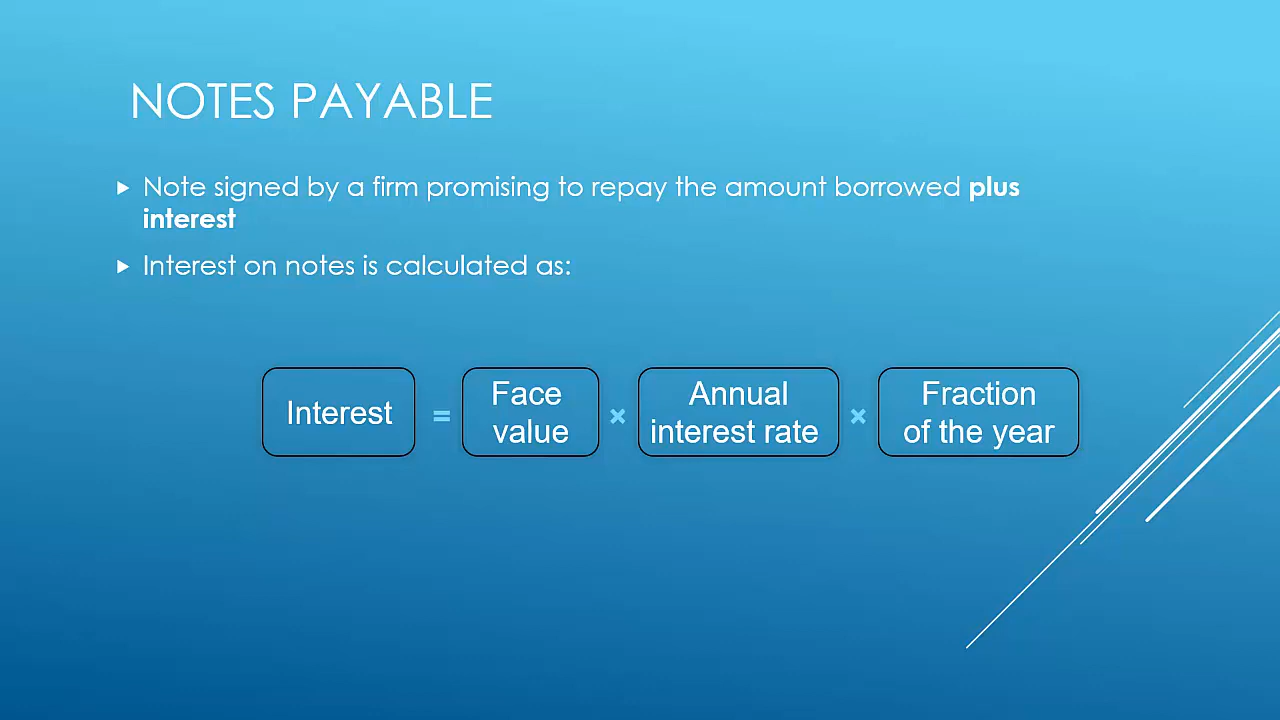 NOTES PAYABLE
Note signed by a firm promising to repay the amount borrowed plus
interest
Interest on notes is calculated as:
Interest = Face value × Annual interest rate × Fraction of the year